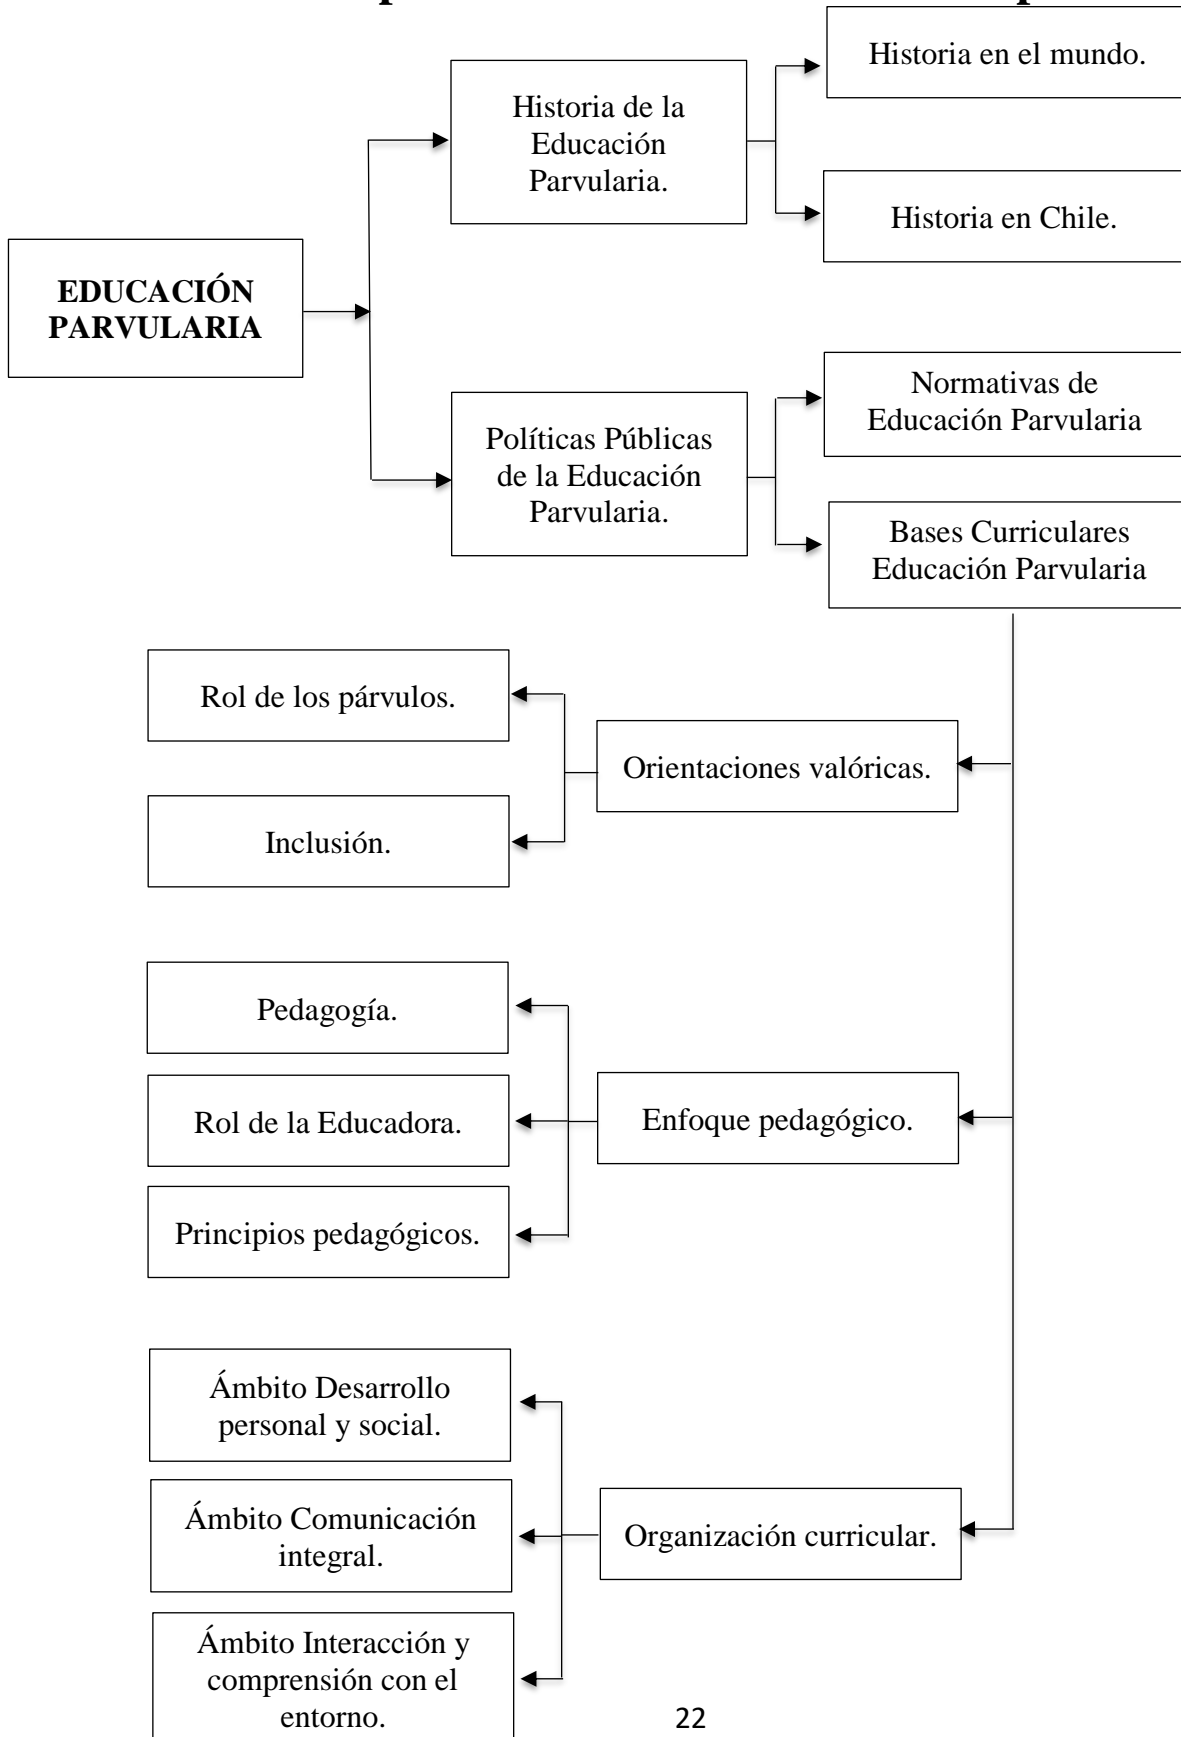 Historia en el mundo.
Historia de la
Educación
Parvularia.
Historia en Chile.
EDUCACIÓN
PARVULARIA
Normativas de
Educación Parvularia
Políticas Públicas
de la Educación
Parvularia.
Bases Curriculares
Educación Parvularia
Rol de los párvulos.
Orientaciones valóricas.
Inclusión.
Pedagogía.
Rol de la Educadora.
Enfoque pedagógico.
Principios pedagógicos.
Ámbito Desarrollo
personal y social.
Ámbito Comunicación
integral.
Organización curricular.
Ámbito Interacción y
comprensión con el
entorno.
22